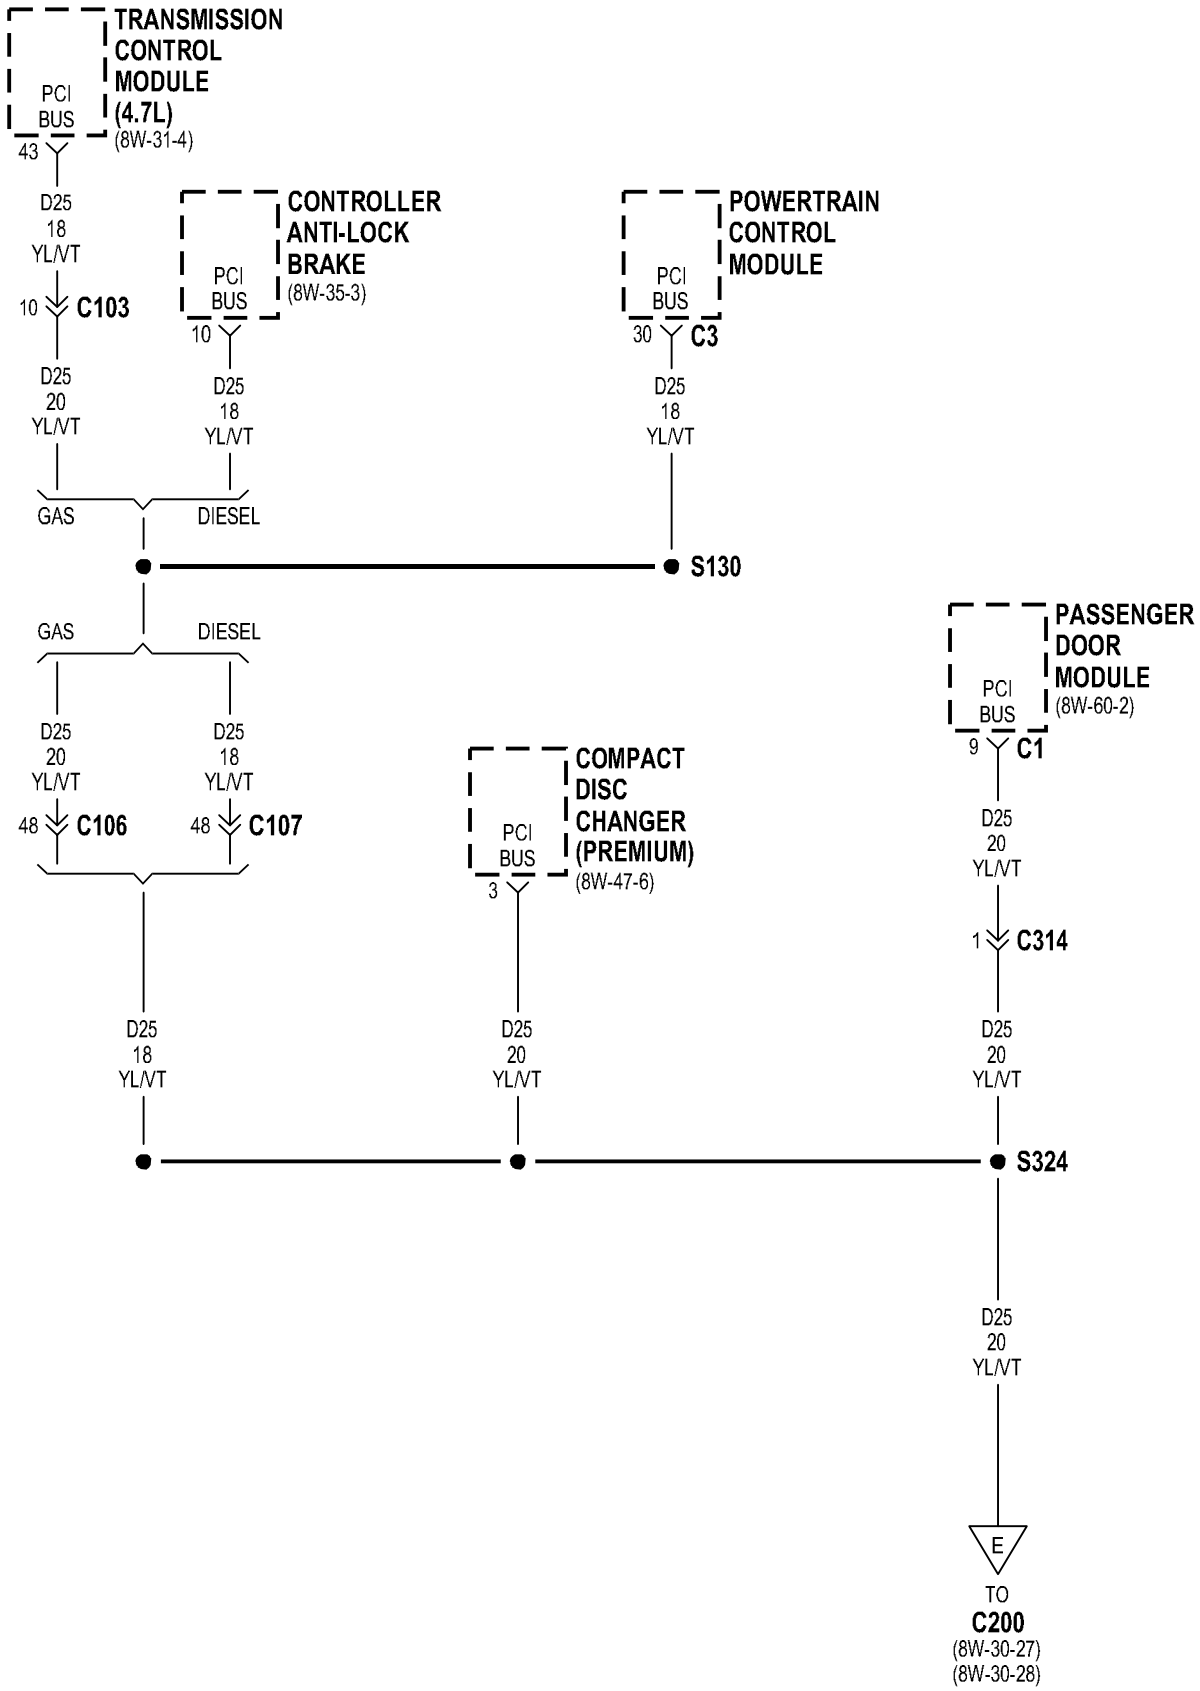 TRANSMISSION
CONTROL
MODULE
(4.7L)
(8W-31-4)
PCI
BUS
43
D25
18
YL/VT
10
C103
D25
20
YL/VT
CONTROLLER
ANTI-LOCK
BRAKE
(8W-35-3)
PCI
BUS
10
D25
18
YL/VT
POWERTRAIN
CONTROL
MODULE
PCI
BUS
30
C3
D25
18
YL/VT
GAS
DIESEL
S130
GAS
DIESEL
D25
20
YL/VT
D25
18
YL/VT
48
C106
48
C107
COMPACT
DISC
CHANGER
(PREMIUM)
(8W-47-6)
PCI
BUS
3
PASSENGER
DOOR
MODULE
(8W-60-2)
PCI
BUS
9
C1
D25
20
YL/VT
1
C314
D25
18
YL/VT
D25
20
YL/VT
D25
20
YL/VT
S324
D25
20
YL/VT
E
TO
C200
(8W-30-27)
(8W-30-28)